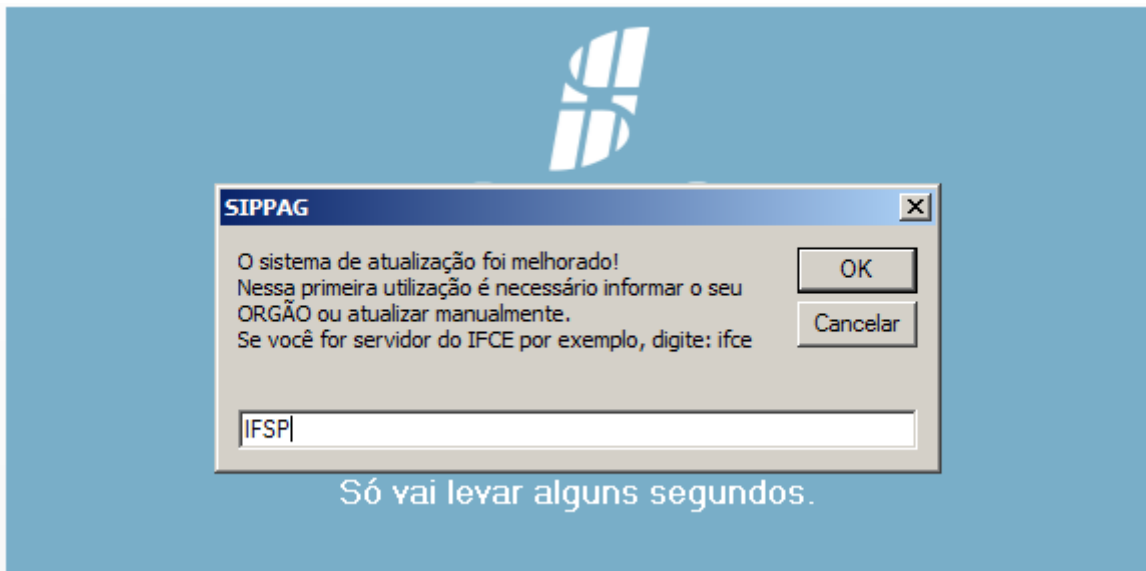 SIPPAG
O sistema de atualização foi melhorado!
Nessa primeira utilização é necessário informar o seu
ORGÃO ou atualizar manualmente.
Se você for servidor do IFCE por exemplo, digite: ifce
OK
Cancelar
IFSP
Só vai levar alguns segundos.